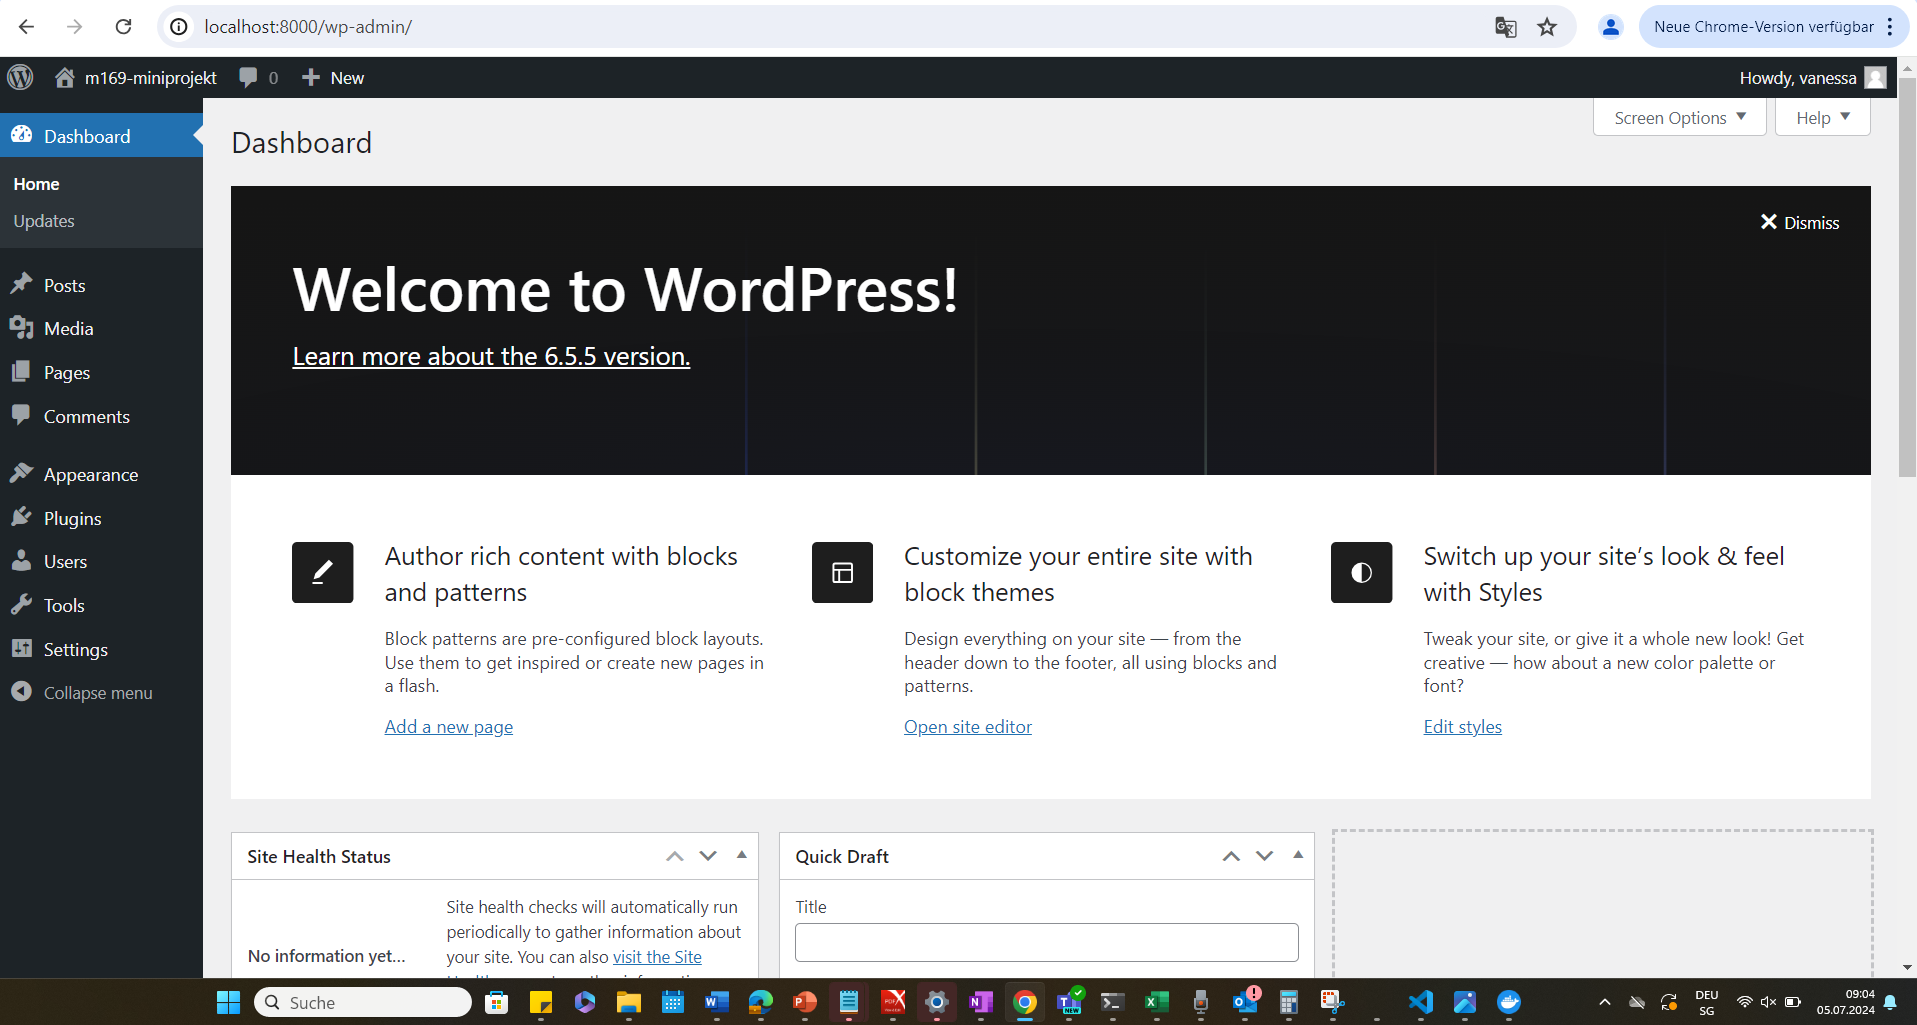 localhost:8000/wp-admin/
Neue Chrome-Version verfügbar
m169-miniprojekt
0
New
Howdy, vanessa
Screen Options
Help
Dashboard
Home
Updates
Posts
Media
Pages
Comments
Appearance
Plugins
Users
Tools
Settings
Collapse menu
Dashboard
Dismiss
Welcome to WordPress!
Learn more about the 6.5.5 version.
Author rich content with blocks
and patterns
Block patterns are pre-configured block layouts.
Use them to get inspired or create new pages in
a flash.
Add a new page
Customize your entire site with
block themes
Design everything on your site — from the
header down to the footer, all using blocks and
patterns.
Open site editor
Switch up your site’s look & feel
with Styles
Tweak your site, or give it a whole new look! Get
creative — how about a new color palette or
font?
Edit styles
Site Health Status
No information yet...
Site health checks will automatically run
periodically to gather information about
your site. You can also visit the Site
Quick Draft
Title
Suche
DEU
SG
09:04
05.07.2024